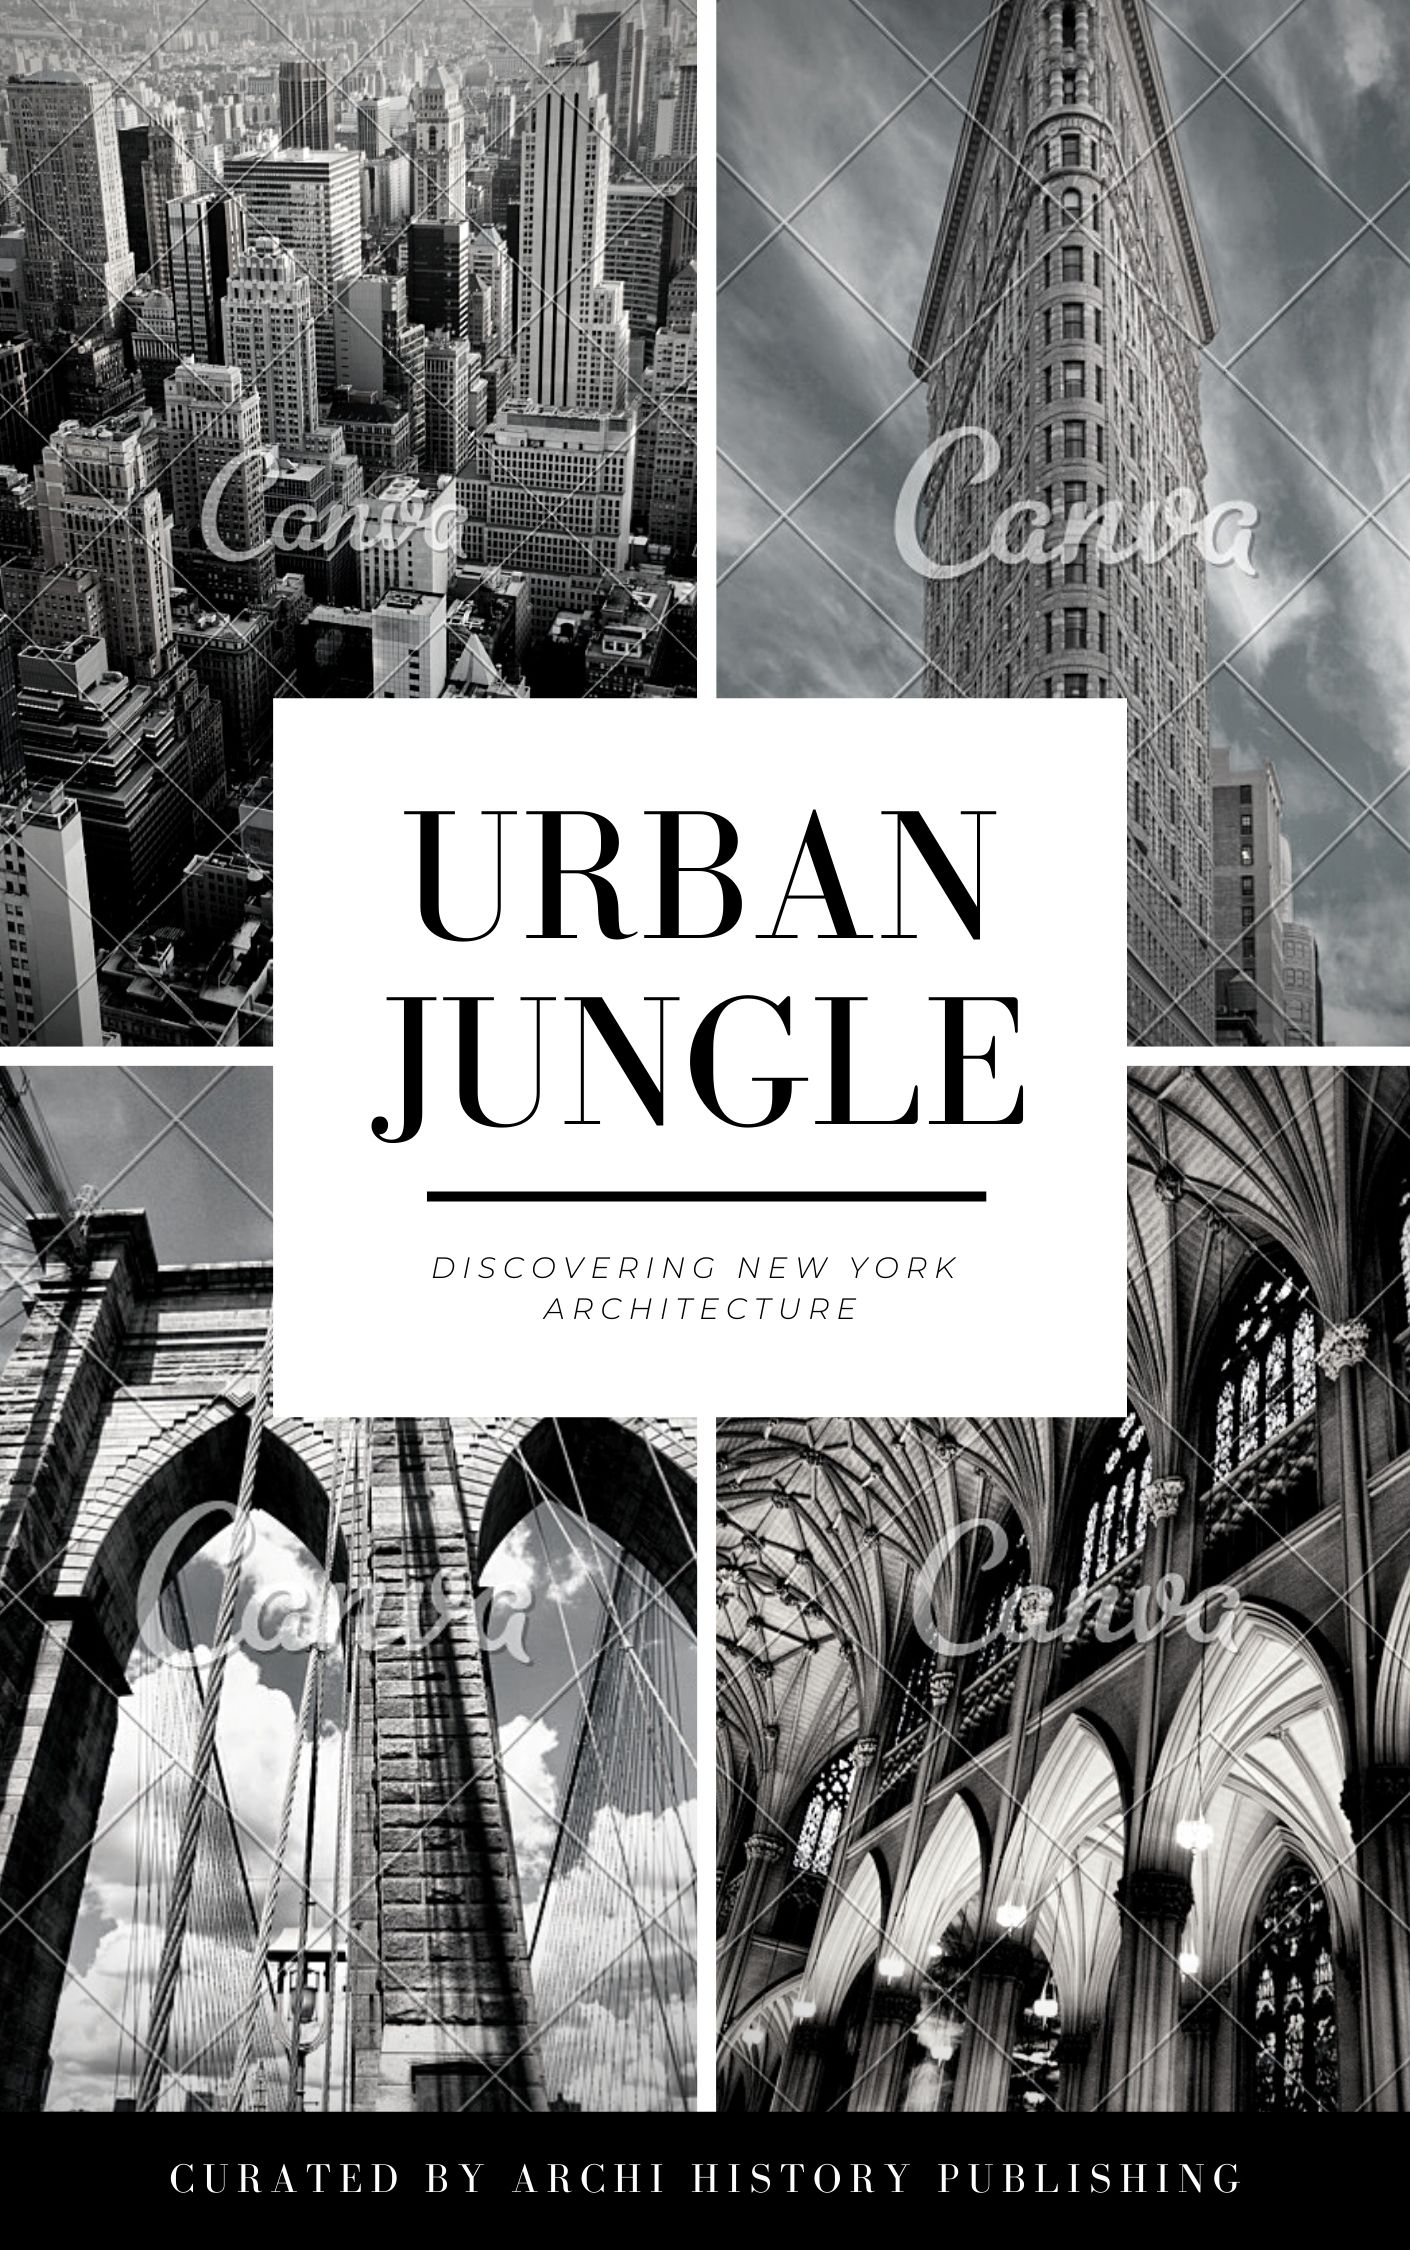 Canva
Canva
URBAN
JUNGLE
DISCOVERING NEW YORK
ARCHITECTURE
Canva
Canva
CURATED BY ARCHI HISTORY PUBLISHING